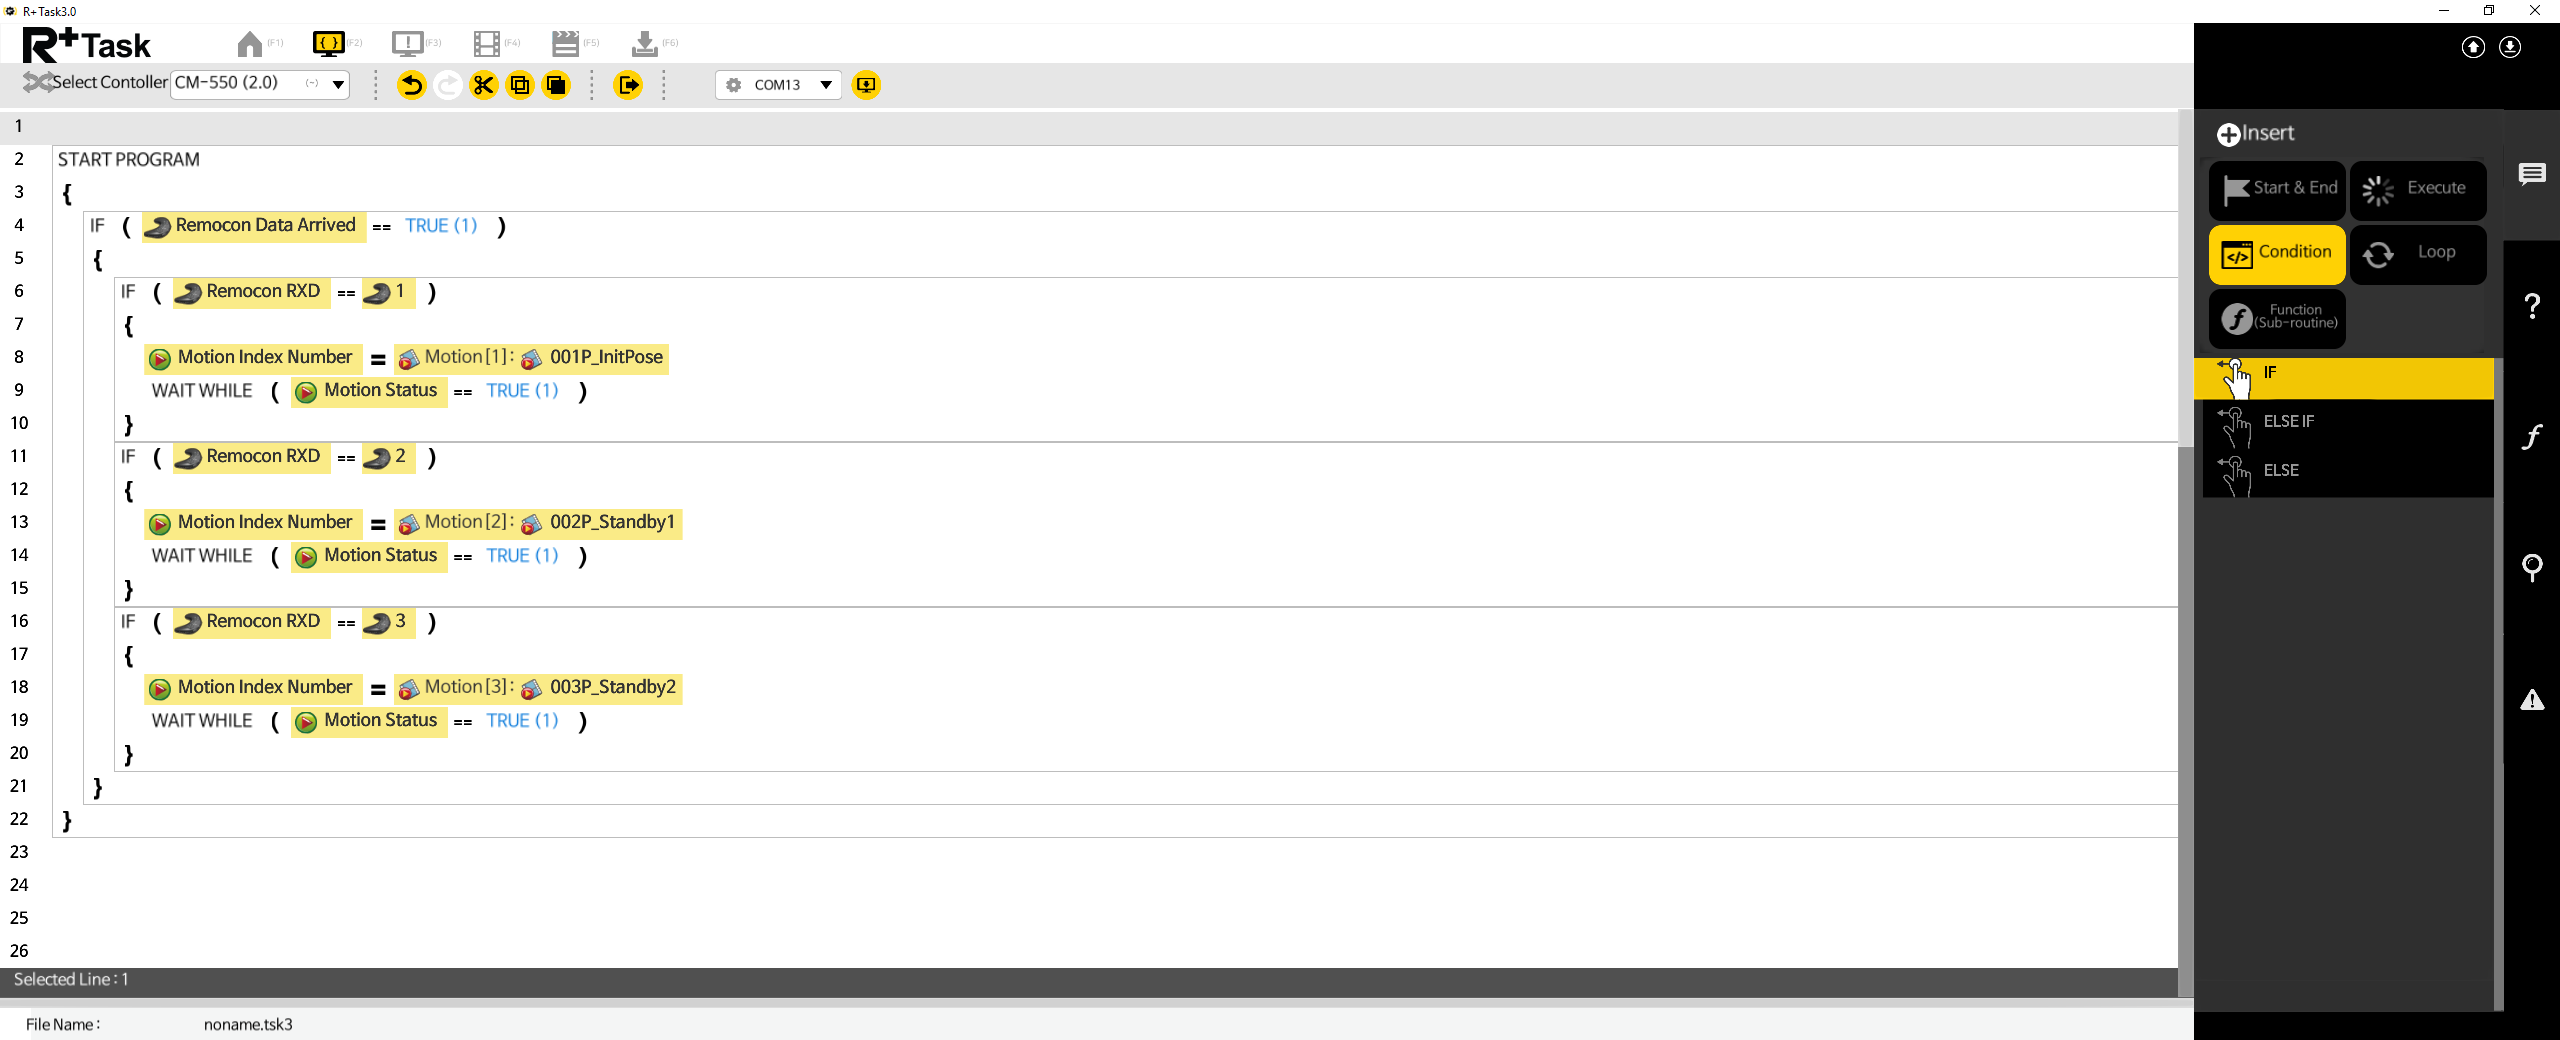 R+Task3.0
R+Task (F1) (F2) (F3) (F4) (F5) (F6)
Select Contoller CM-550 (2.0) (~) COM13
1
2 START PROGRAM
3 {
4 IF ( Remocon Data Arrived == TRUE (1) )
5 {
6 IF ( Remocon RXD == 1 )
7 {
8 Motion Index Number = Motion[1]: 001P_InitPose
9 WAIT WHILE ( Motion Status == TRUE (1) )
10 }
11 IF ( Remocon RXD == 2 )
12 {
13 Motion Index Number = Motion[2]: 002P_Standby1
14 WAIT WHILE ( Motion Status == TRUE (1) )
15 }
16 IF ( Remocon RXD == 3 )
17 {
18 Motion Index Number = Motion[3]: 003P_Standby2
19 WAIT WHILE ( Motion Status == TRUE (1) )
20 }
21 }
22 }
23
24
25
26
Selected Line : 1
File Name : noname.tsk3
Insert
Start & End Execute
Condition Loop
Function
(Sub-routine)
IF
ELSE IF
ELSE